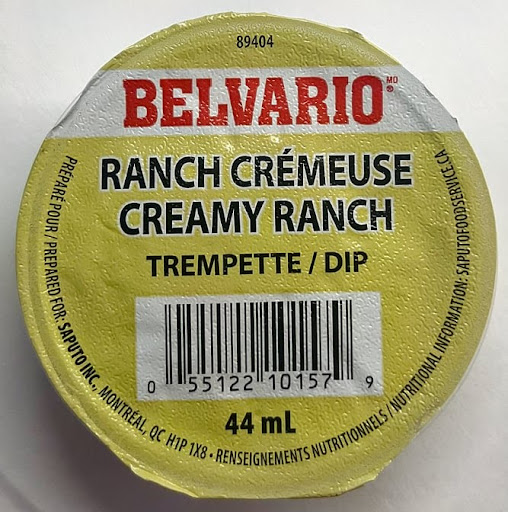 89404
BELVARIO MD ®
RANCH CRÉMEUSE
CREAMY RANCH
TREMPETTE / DIP
0 55122 10157 9
44 mL
PRÉPARÉ POUR / PREPARED FOR: SAPUTO INC., MONTRÉAL, QC H1P 1X8 • RENSEIGNEMENTS NUTRITIONNELS / NUTRITIONAL INFORMATION: SAPUTOFOODSERVICE.CA